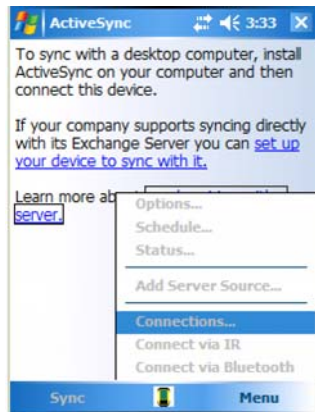 ActiveSync 3:33
To sync with a desktop computer, install
ActiveSync on your computer and then
connect this device.
If your company supports syncing directly
with its Exchange Server you can set up
your device to sync with it.
Learn more
server.
Options...
Schedule...
Status...
Add Server Source...
Connections...
Connect via IR
Connect via Bluetooth
Sync Menu